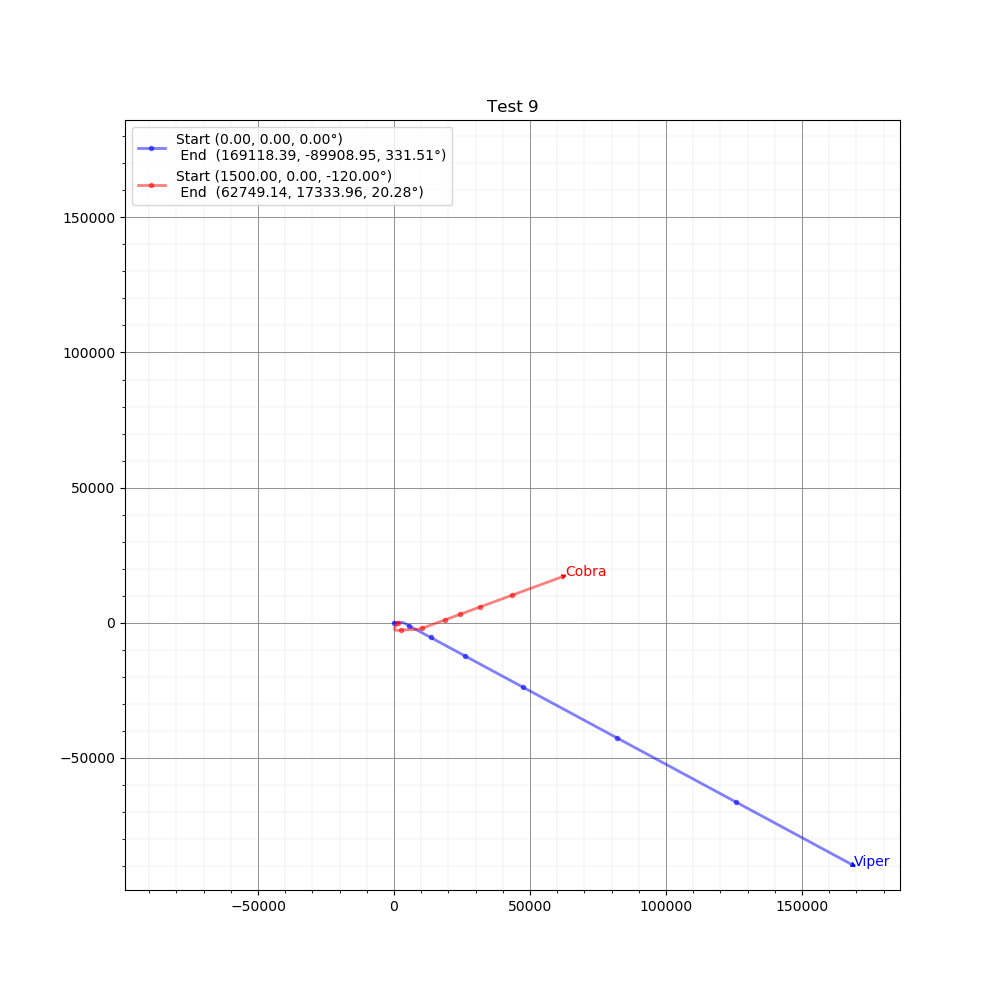 Test 9
Start (0.00, 0.00, 0.00°)
End (169118.39, -89908.95, 331.51°)
Start (1500.00, 0.00, -120.00°)
End (62749.14, 17333.96, 20.28°)
150000
100000
50000
Cobra
0
−50000
Viper
−50000 0 50000 100000 150000